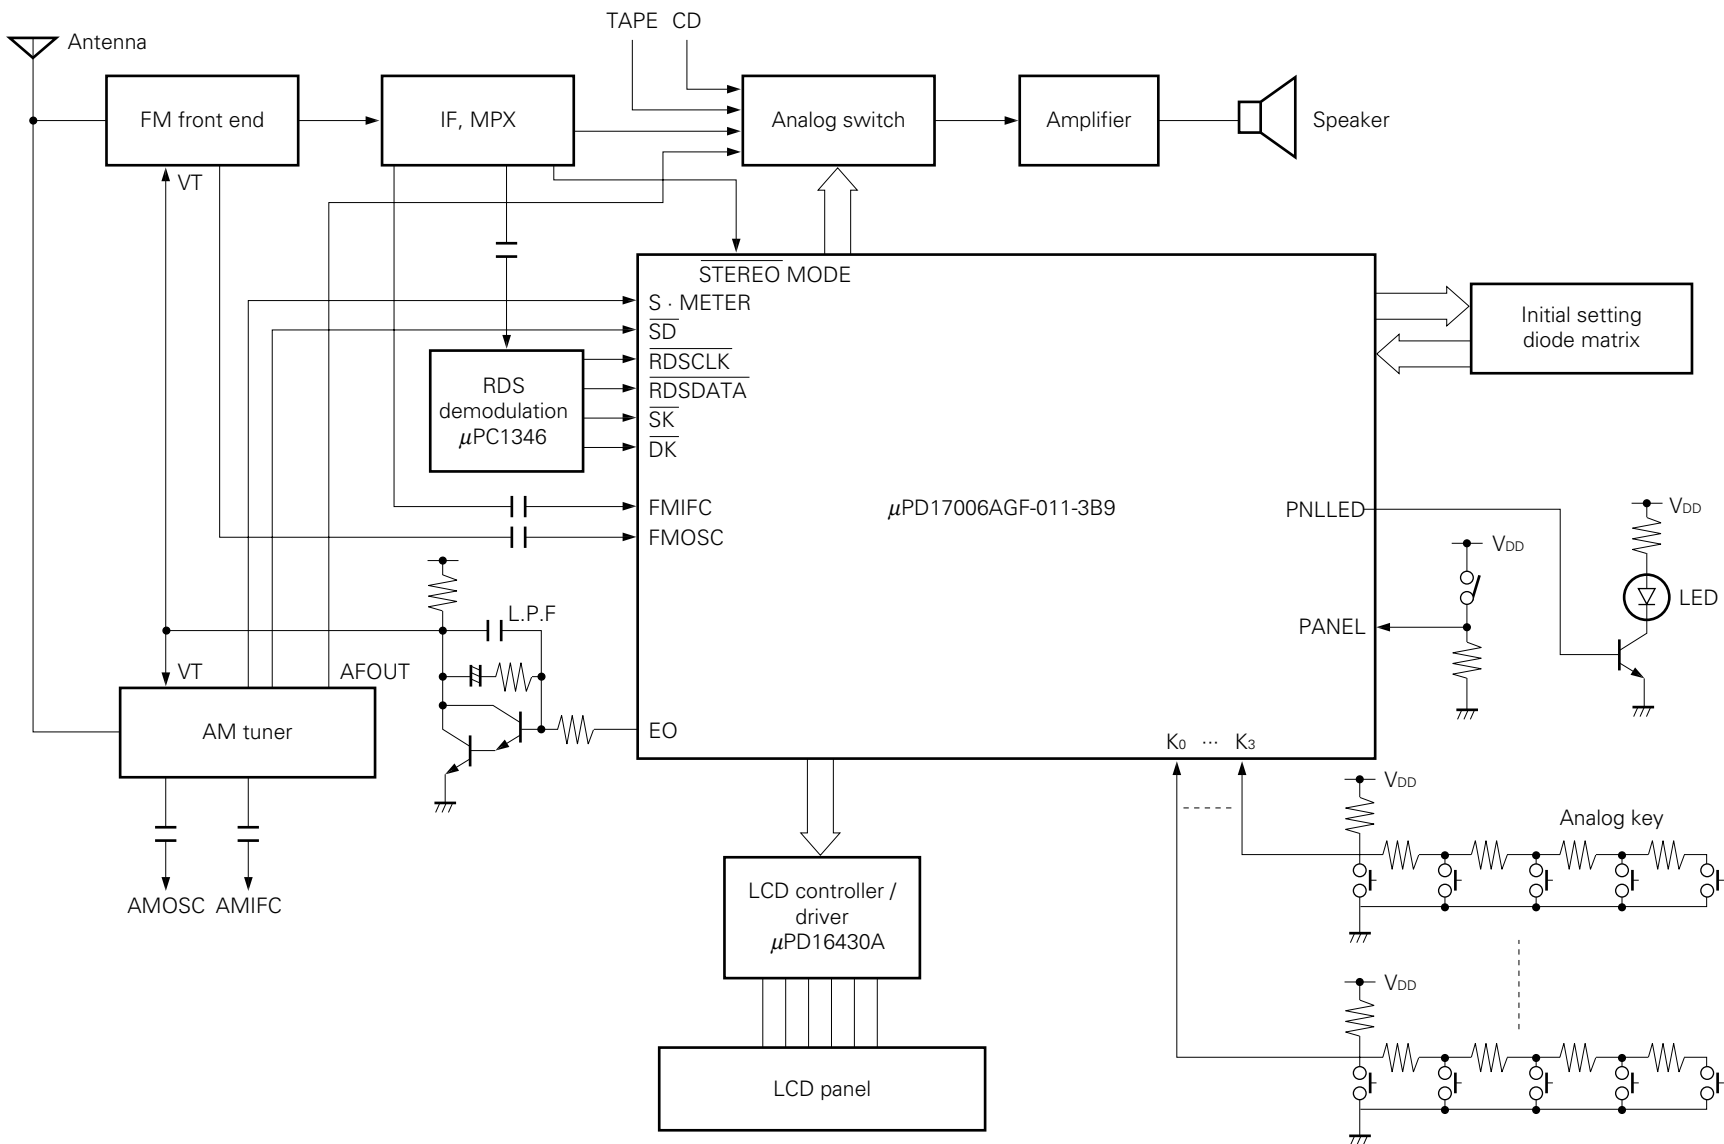 TAPE CD
Antenna
FM front end
IF, MPX
Analog switch
Amplifier
Speaker
VT
STEREO MODE
S · METER
SD
RDSCLK
RDSDATA
SK
DK
RDS
demodulation
µPC1346
Initial setting
diode matrix
FMIFC
FMOSC
µPD17006AGF-011-3B9
PNLLED
VDD
VDD
LED
PANEL
L.P.F
VT
AFOUT
AM tuner
EO
K0 ... K3
VDD
Analog key
AMOSC AMIFC
LCD controller /
driver
µPD16430A
VDD
LCD panel